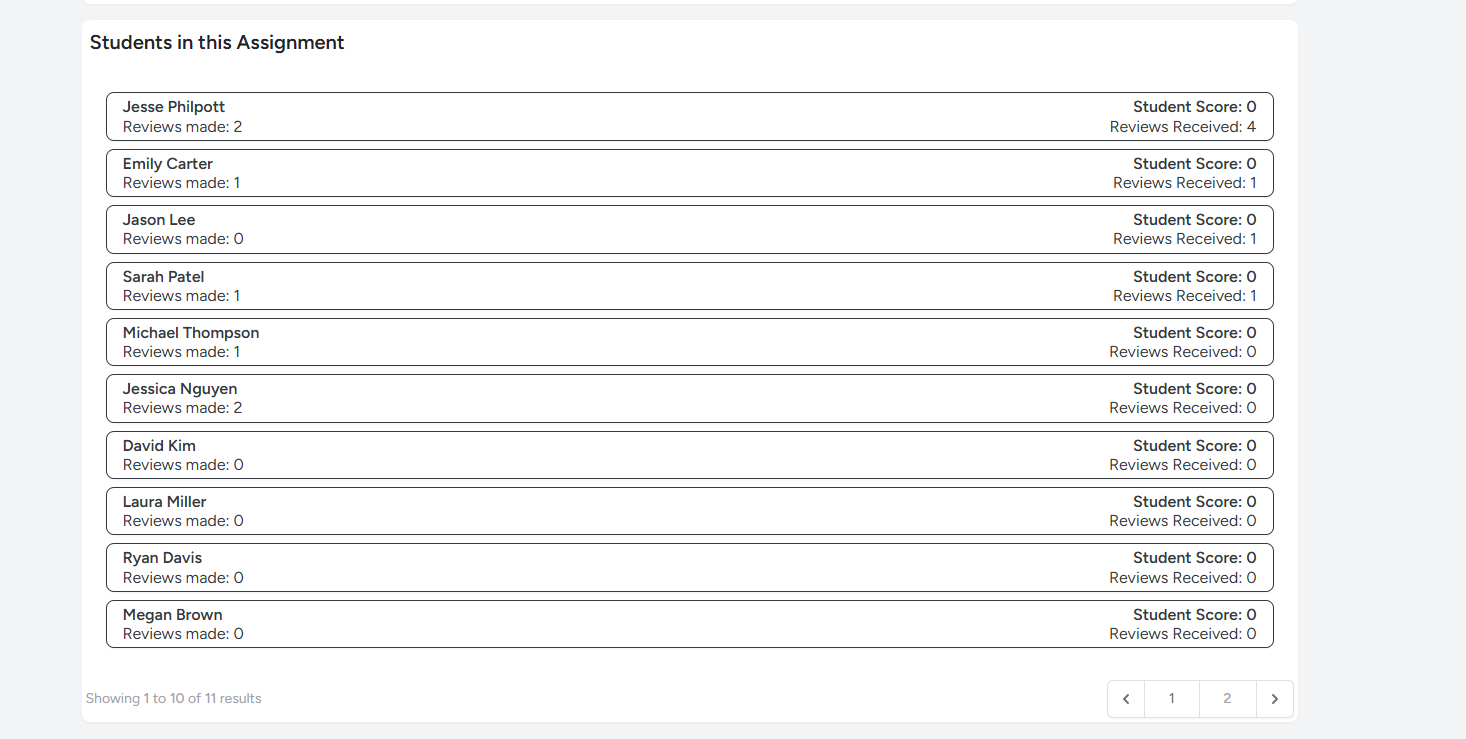 Students in this Assignment
Jesse Philpott Student Score: 0
Reviews made: 2 Reviews Received: 4
Emily Carter Student Score: 0
Reviews made: 1 Reviews Received: 1
Jason Lee Student Score: 0
Reviews made: 0 Reviews Received: 1
Sarah Patel Student Score: 0
Reviews made: 1 Reviews Received: 1
Michael Thompson Student Score: 0
Reviews made: 1 Reviews Received: 0
Jessica Nguyen Student Score: 0
Reviews made: 2 Reviews Received: 0
David Kim Student Score: 0
Reviews made: 0 Reviews Received: 0
Laura Miller Student Score: 0
Reviews made: 0 Reviews Received: 0
Ryan Davis Student Score: 0
Reviews made: 0 Reviews Received: 0
Megan Brown Student Score: 0
Reviews made: 0 Reviews Received: 0
Showing 1 to 10 of 11 results 1 2